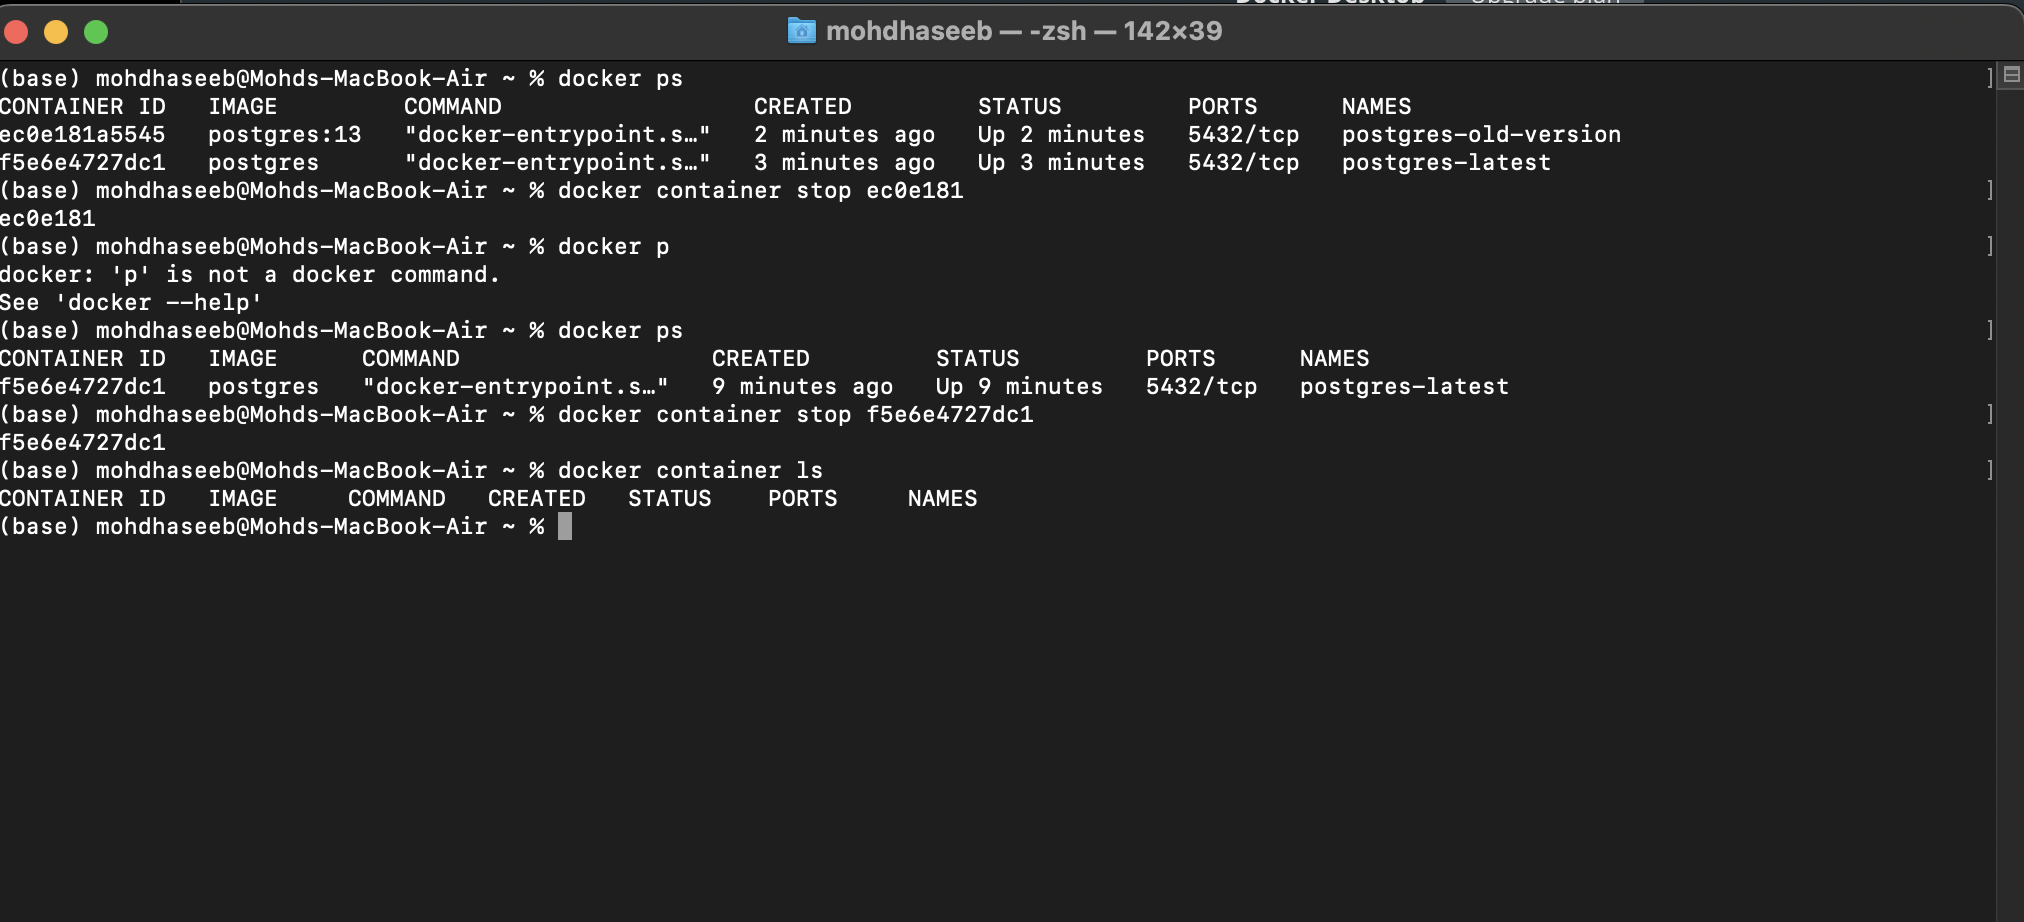 Docker Desktop Upgrade plan
mohdhaseeb — -zsh — 142×39
(base) mohdhaseeb@Mohds-MacBook-Air ~ % docker ps ]
CONTAINER ID IMAGE COMMAND CREATED STATUS PORTS NAMES
ec0e181a5545 postgres:13 "docker-entrypoint.s…" 2 minutes ago Up 2 minutes 5432/tcp postgres-old-version
f5e6e4727dc1 postgres "docker-entrypoint.s…" 3 minutes ago Up 3 minutes 5432/tcp postgres-latest
(base) mohdhaseeb@Mohds-MacBook-Air ~ % docker container stop ec0e181 ]
ec0e181
(base) mohdhaseeb@Mohds-MacBook-Air ~ % docker p ]
docker: 'p' is not a docker command.
See 'docker --help'
(base) mohdhaseeb@Mohds-MacBook-Air ~ % docker ps ]
CONTAINER ID IMAGE COMMAND CREATED STATUS PORTS NAMES
f5e6e4727dc1 postgres "docker-entrypoint.s…" 9 minutes ago Up 9 minutes 5432/tcp postgres-latest
(base) mohdhaseeb@Mohds-MacBook-Air ~ % docker container stop f5e6e4727dc1 ]
f5e6e4727dc1
(base) mohdhaseeb@Mohds-MacBook-Air ~ % docker container ls ]
CONTAINER ID IMAGE COMMAND CREATED STATUS PORTS NAMES
(base) mohdhaseeb@Mohds-MacBook-Air ~ %